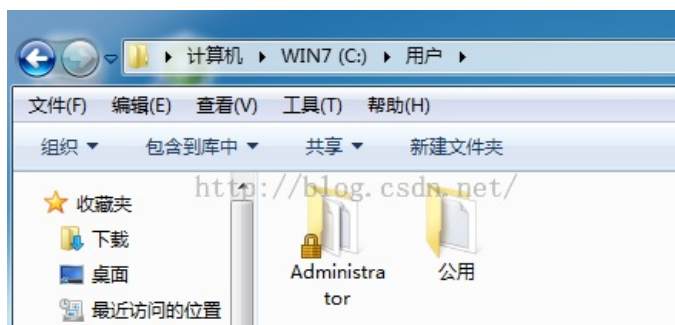 计算机 WIN7 (C:) 用户
文件(F) 编辑(E) 查看(V) 工具(T) 帮助(H)
组织 包含到库中 共享 新建文件夹
http://blog.csdn.net/
收藏夹
下载
桌面
最近访问的位置
Administra
tor
公用